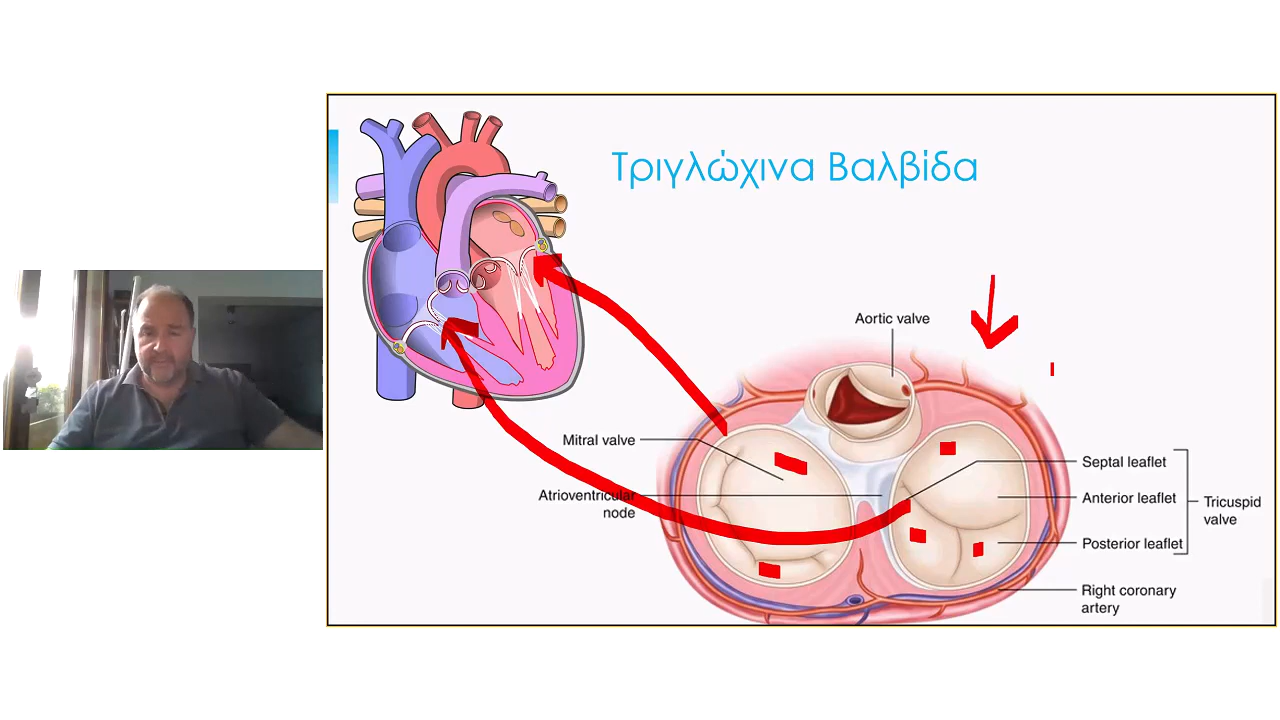 Τριγλώχινα Βαλβίδα
Aortic valve
Mitral valve
Atrioventricular
node
Septal leaflet
Anterior leaflet
Posterior leaflet
Tricuspid
valve
Right coronary
artery